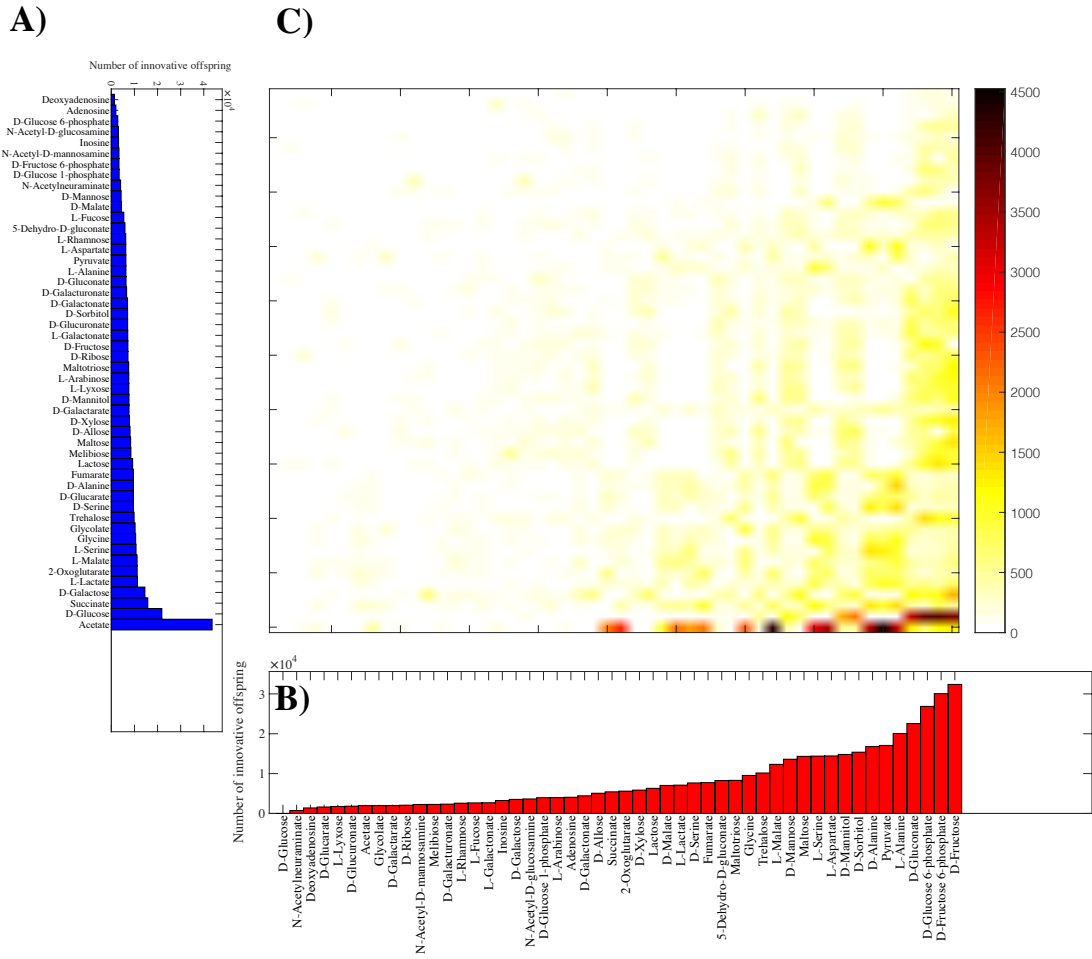 A)
C)
Number of innovative offspring
0 1 2 3 4
×10^4
Deoxyadenosine
Adenosine
D-Glucose 6-phosphate
N-Acetyl-D-glucosamine
Inosine
N-Acetyl-D-mannosamine
D-Fructose 6-phosphate
D-Glucose 1-phosphate
N-Acetylneuraminate
D-Mannose
D-Malate
L-Fucose
5-Dehydro-D-gluconate
L-Rhamnose
L-Aspartate
Pyruvate
L-Alanine
D-Gluconate
D-Galacturonate
D-Galactonate
D-Sorbitol
D-Glucuronate
L-Galactonate
D-Fructose
D-Ribose
Maltotriose
L-Arabinose
L-Lyxose
D-Mannitol
D-Galactarate
D-Xylose
D-Allose
Maltose
Melibiose
Lactose
Fumarate
D-Alanine
D-Glucarate
D-Serine
Trehalose
Glycolate
Glycine
L-Serine
L-Malate
2-Oxoglutarate
L-Lactate
D-Galactose
Succinate
D-Glucose
Acetate
4500
4000
3500
3000
2500
2000
1500
1000
500
0
B)
×10^4
Number of innovative offspring
3
2
1
0
D-Glucose
N-Acetylneuraminate
Deoxyadenosine
D-Glucarate
L-Lyxose
D-Glucuronate
Acetate
Glycolate
D-Galactarate
D-Ribose
N-Acetyl-D-mannosamine
Melibiose
D-Galacturonate
L-Rhamnose
L-Fucose
L-Galactonate
Inosine
D-Galactose
N-Acetyl-D-glucosamine
D-Glucose 1-phosphate
L-Arabinose
Adenosine
D-Galactonate
D-Allose
Succinate
2-Oxoglutarate
D-Xylose
Lactose
D-Malate
L-Lactate
D-Serine
Fumarate
5-Dehydro-D-gluconate
Maltotriose
Glycine
Trehalose
L-Malate
D-Mannose
Maltose
L-Serine
L-Aspartate
D-Mannitol
D-Sorbitol
D-Alanine
Pyruvate
L-Alanine
D-Gluconate
D-Glucose 6-phosphate
D-Fructose 6-phosphate
D-Fructose